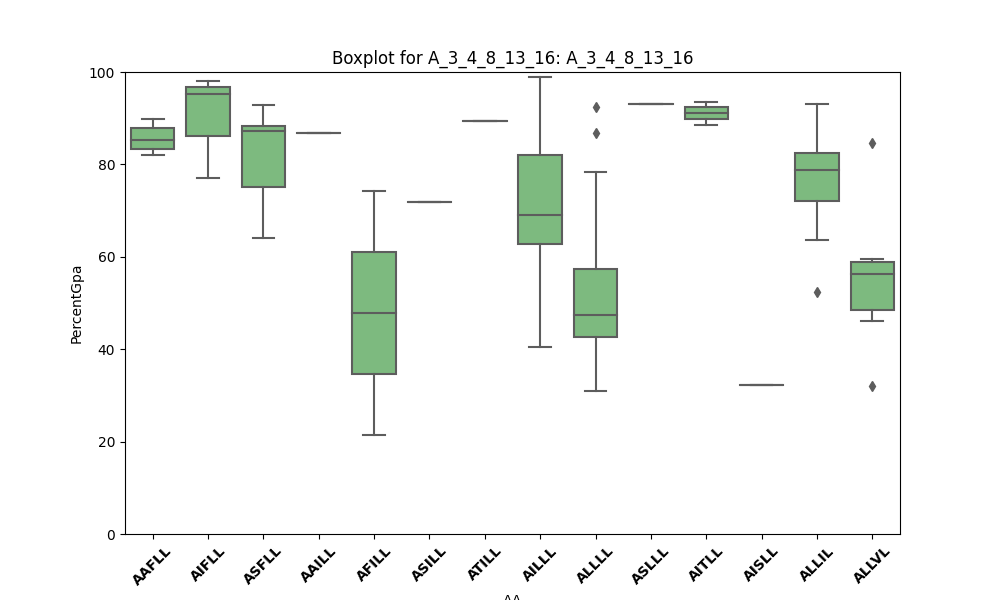 Boxplot for A_3_4_8_13_16: A_3_4_8_13_16
100
80
60
40
20
0
PercentGpa
AAFLL AIFLL ASFLL AAILL AFILL ASILL ATILL AILLL ALLLL ASLLL AITLL AISLL ALLIL ALLVL
AA